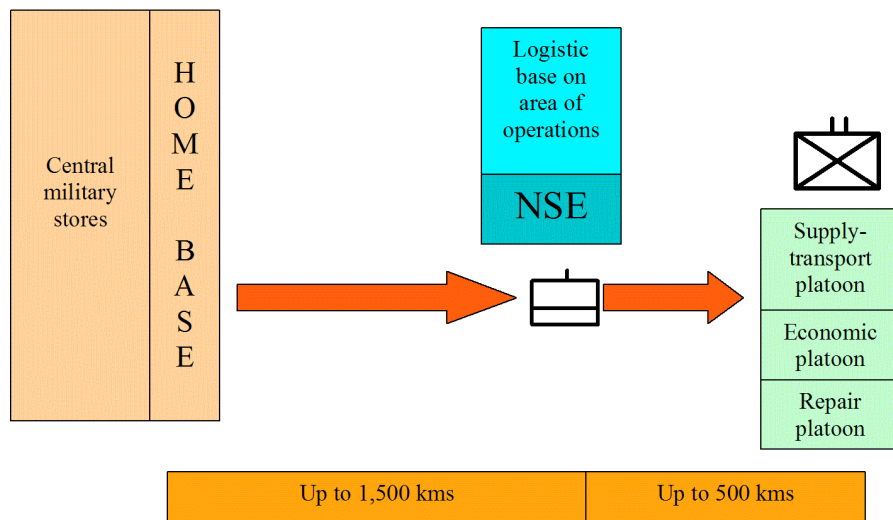 Central
military
stores
H
O
M
E
B
A
S
E
Logistic
base on
area of
operations
NSE
Supply-
transport
platoon
Economic
platoon
Repair
platoon
Up to 1,500 kms
Up to 500 kms